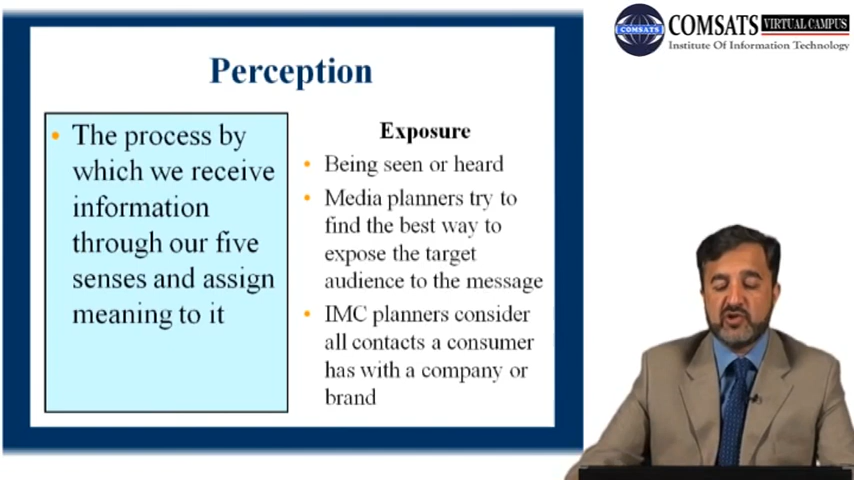 COMSATS VIRTUAL CAMPUS
COMSATS
Institute Of Information Technology
Perception
• The process by
which we receive
information
through our five
senses and assign
meaning to it
Exposure
• Being seen or heard
• Media planners try to
find the best way to
expose the target
audience to the message
• IMC planners consider
all contacts a consumer
has with a company or
brand